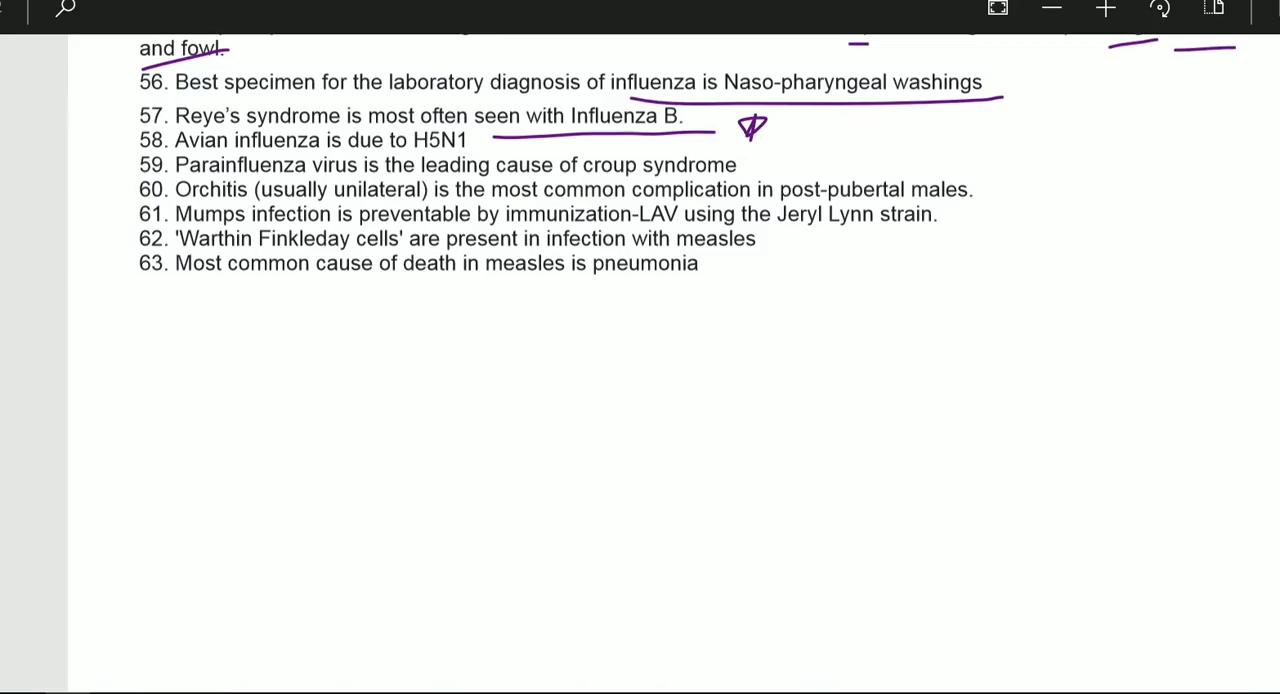 and fowl.
56. Best specimen for the laboratory diagnosis of influenza is Naso-pharyngeal washings
57. Reye's syndrome is most often seen with Influenza B.
58. Avian influenza is due to H5N1
59. Parainfluenza virus is the leading cause of croup syndrome
60. Orchitis (usually unilateral) is the most common complication in post-pubertal males.
61. Mumps infection is preventable by immunization-LAV using the Jeryl Lynn strain.
62. 'Warthin Finkleday cells' are present in infection with measles
63. Most common cause of death in measles is pneumonia